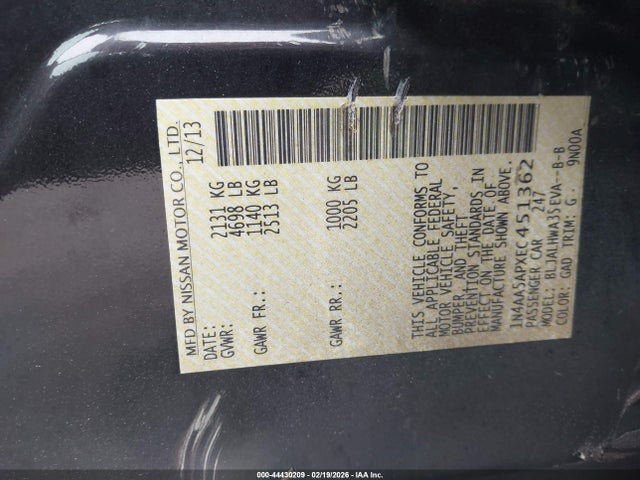 MFD BY NISSAN MOTOR CO., LTD.
DATE: 12/13
GVWR: 2131 KG
4698 LB
GAWR FR.: 1140 KG
2513 LB
GAWR RR.: 1000 KG
2205 LB
THIS VEHICLE CONFORMS TO
ALL APPLICABLE FEDERAL
MOTOR VEHICLE SAFETY,
BUMPER, AND THEFT
PREVENTION STANDARDS IN
EFFECT ON THE DATE OF
MANUFACTURE SHOWN ABOVE.
1N4AA5APXEC451362
PASSENGER CAR 247
MODEL: BLJALHWA35EVA--B-B
COLOR: GAD TRIM: G 9N00A
000-44430209 - 02/19/2026 - IAA Inc.